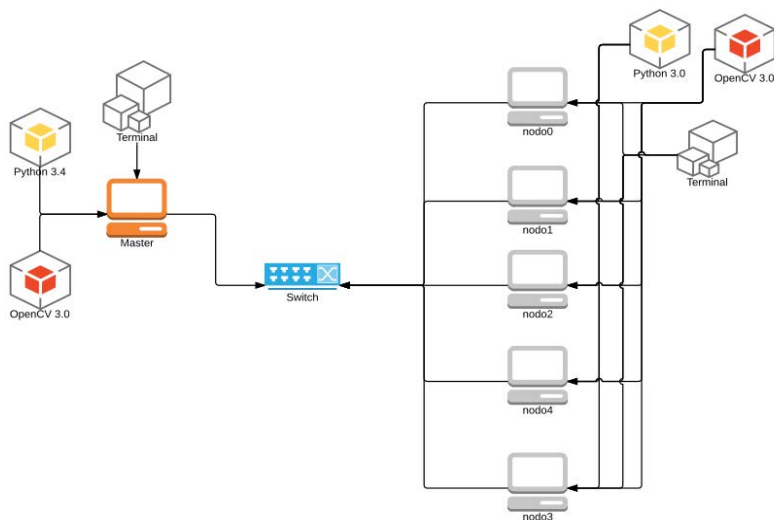 Python 3.0
OpenCV 3.0
Terminal
nodo0
Python 3.4
Terminal
nodo1
Master
Switch
OpenCV 3.0
nodo2
nodo4
nodo3